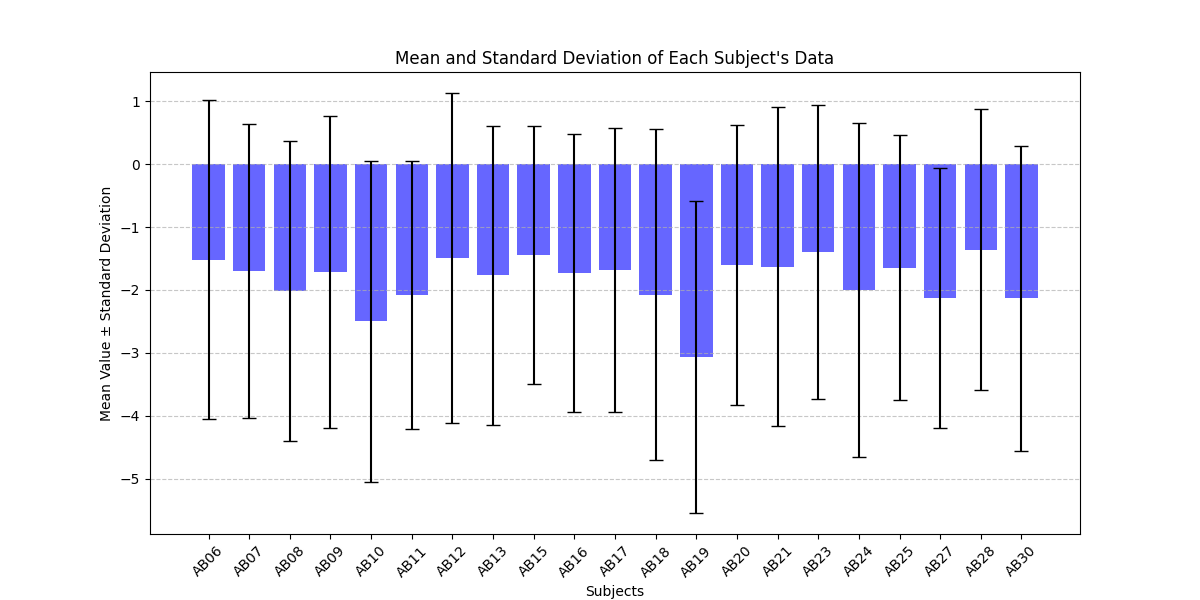 Mean and Standard Deviation of Each Subject's Data
Mean Value ± Standard Deviation
1
0
−1
−2
−3
−4
−5
AB06 AB07 AB08 AB09 AB10 AB11 AB12 AB13 AB15 AB16 AB17 AB18 AB19 AB20 AB21 AB23 AB24 AB25 AB27 AB28 AB30
Subjects